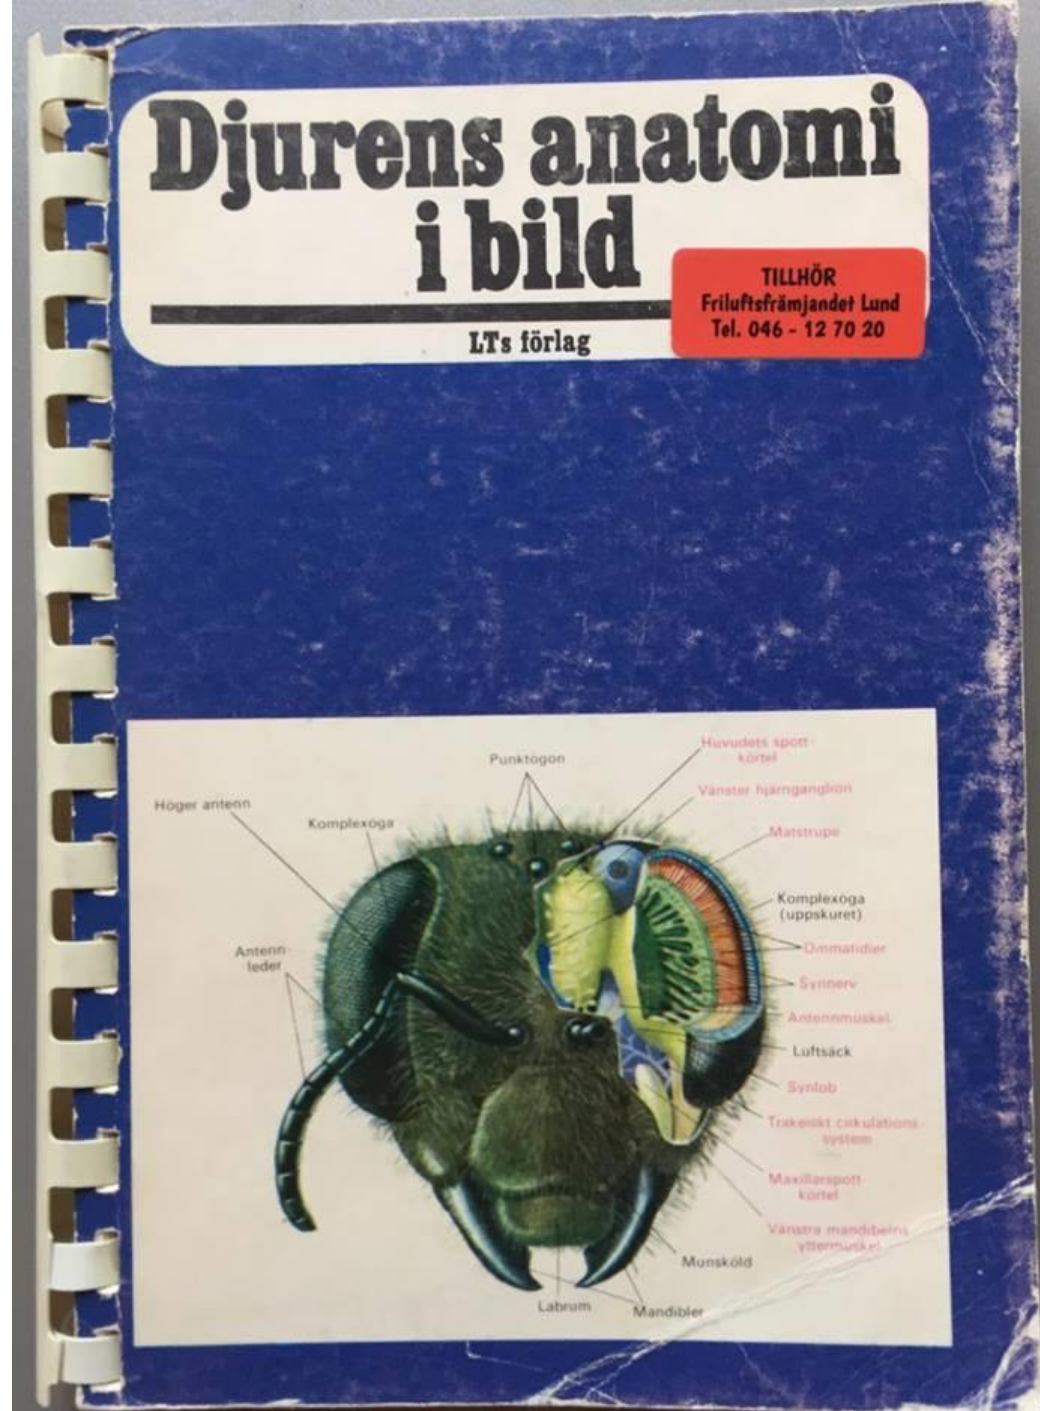 Djurens anatomi
i bild
TILLHÖR
Friluftsfrämjandet Lund
Tel. 046 - 12 70 20
LTs förlag
Huvudets spott-
körtel
Punktögon
Vänster hjärnganglion
Höger antenn
Komplexöga
Matstrupe
Komplexöga
(uppskuret)
Antenn-
leder
Ommatidier
Synnerv
Antennmuskel
Luftsäck
Synlob
Trakeiskt cirkulations-
system
Maxillarspott-
körtel
Vänstra mandibelns
yttermuskel
Munsköld
Labrum
Mandibler